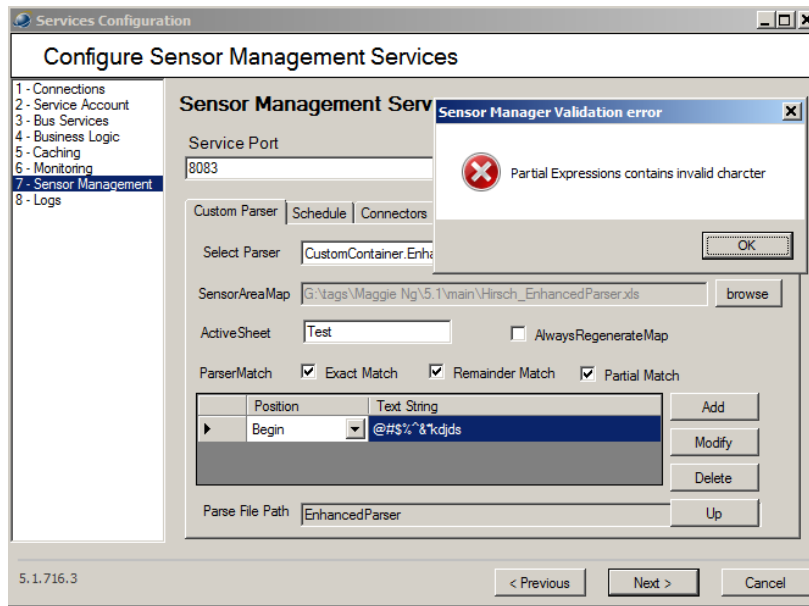 Services Configuration
Configure Sensor Management Services
1 - Connections
2 - Service Account
3 - Bus Services
4 - Business Logic
5 - Caching
6 - Monitoring
7 - Sensor Management
8 - Logs
Sensor Management Serv
Sensor Manager Validation error
Partial Expressions contains invalid charcter
OK
Service Port
8083
Custom Parser Schedule Connectors
Select Parser CustomContainer.Enha
SensorAreaMap G:\tags\Maggie Ng\5.1\main\Hirsch_EnhancedParser.xls browse
ActiveSheet Test AlwaysRegenerateMap
ParserMatch Exact Match Remainder Match Partial Match
Position Text String Add
Begin @#$%^&*kdjds
Modify
Delete
Parse File Path EnhancedParser Up
5.1.716.3 < Previous Next > Cancel